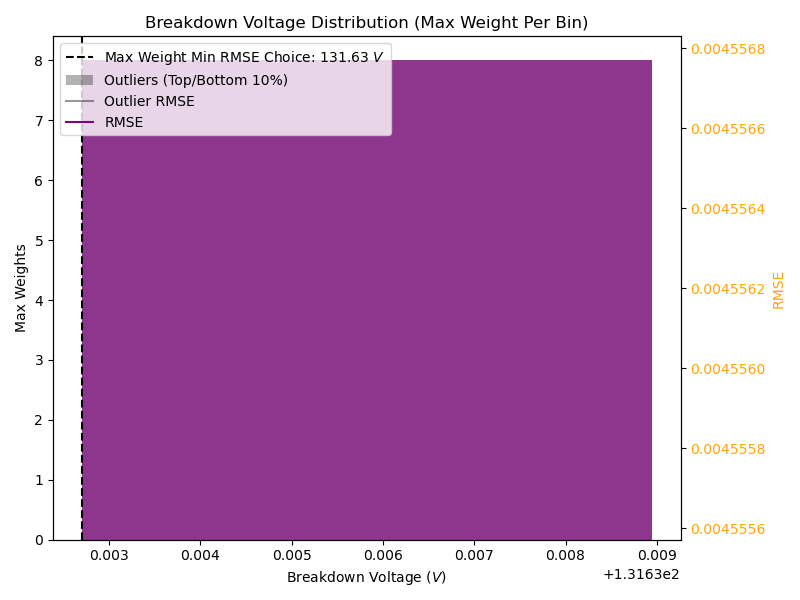 Breakdown Voltage Distribution (Max Weight Per Bin)
Max Weight Min RMSE Choice: 131.63 V
Outliers (Top/Bottom 10%)
Outlier RMSE
RMSE
Max Weights
8
7
6
5
4
3
2
1
0
0.0045568
0.0045566
0.0045564
0.0045562
0.0045560
0.0045558
0.0045556
RMSE
0.003 0.004 0.005 0.006 0.007 0.008 0.009
+1.3163e2
Breakdown Voltage (V)